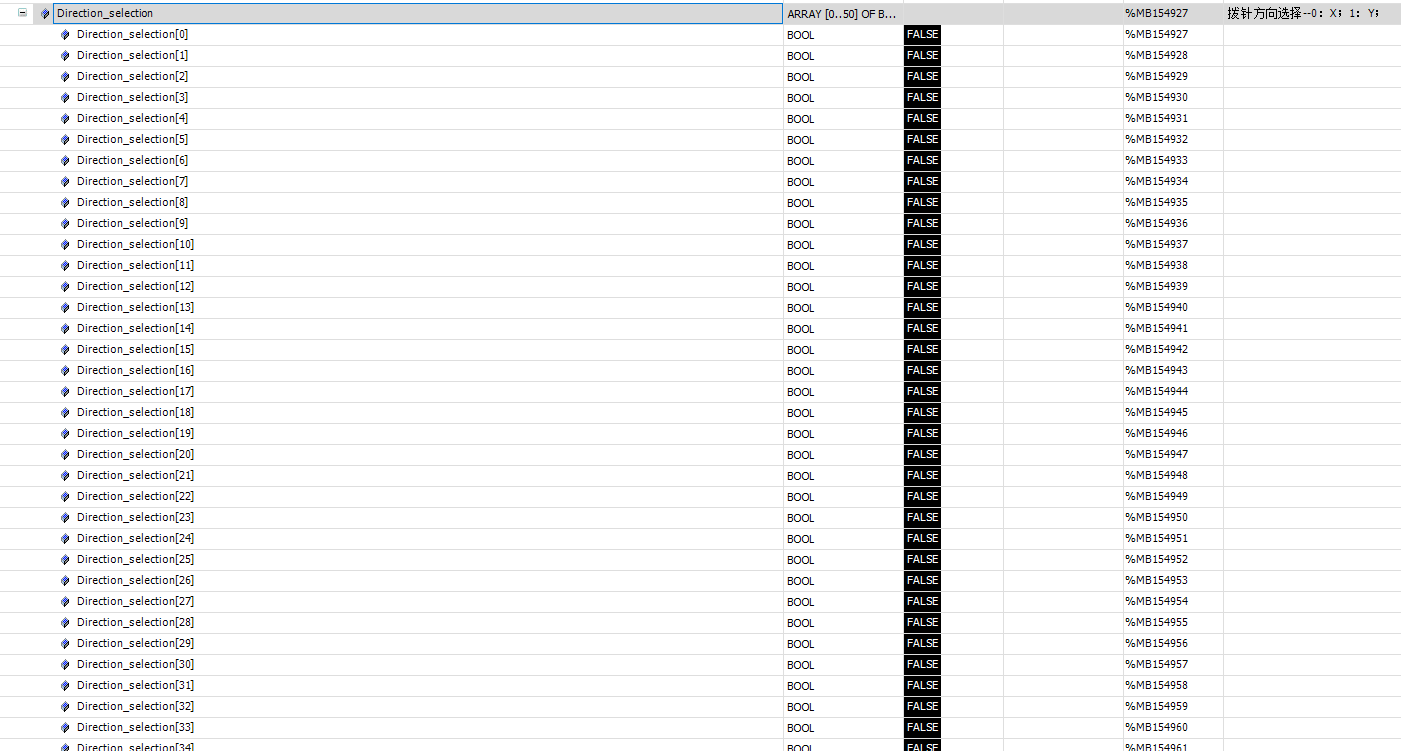 Direction_selection ARRAY [0..50] OF B... %MB154927 拨针方向选择--0：X；1：Y；
Direction_selection[0] BOOL FALSE %MB154927
Direction_selection[1] BOOL FALSE %MB154928
Direction_selection[2] BOOL FALSE %MB154929
Direction_selection[3] BOOL FALSE %MB154930
Direction_selection[4] BOOL FALSE %MB154931
Direction_selection[5] BOOL FALSE %MB154932
Direction_selection[6] BOOL FALSE %MB154933
Direction_selection[7] BOOL FALSE %MB154934
Direction_selection[8] BOOL FALSE %MB154935
Direction_selection[9] BOOL FALSE %MB154936
Direction_selection[10] BOOL FALSE %MB154937
Direction_selection[11] BOOL FALSE %MB154938
Direction_selection[12] BOOL FALSE %MB154939
Direction_selection[13] BOOL FALSE %MB154940
Direction_selection[14] BOOL FALSE %MB154941
Direction_selection[15] BOOL FALSE %MB154942
Direction_selection[16] BOOL FALSE %MB154943
Direction_selection[17] BOOL FALSE %MB154944
Direction_selection[18] BOOL FALSE %MB154945
Direction_selection[19] BOOL FALSE %MB154946
Direction_selection[20] BOOL FALSE %MB154947
Direction_selection[21] BOOL FALSE %MB154948
Direction_selection[22] BOOL FALSE %MB154949
Direction_selection[23] BOOL FALSE %MB154950
Direction_selection[24] BOOL FALSE %MB154951
Direction_selection[25] BOOL FALSE %MB154952
Direction_selection[26] BOOL FALSE %MB154953
Direction_selection[27] BOOL FALSE %MB154954
Direction_selection[28] BOOL FALSE %MB154955
Direction_selection[29] BOOL FALSE %MB154956
Direction_selection[30] BOOL FALSE %MB154957
Direction_selection[31] BOOL FALSE %MB154958
Direction_selection[32] BOOL FALSE %MB154959
Direction_selection[33] BOOL FALSE %MB154960
Direction_selection[34] BOOL FALSE %MB154961